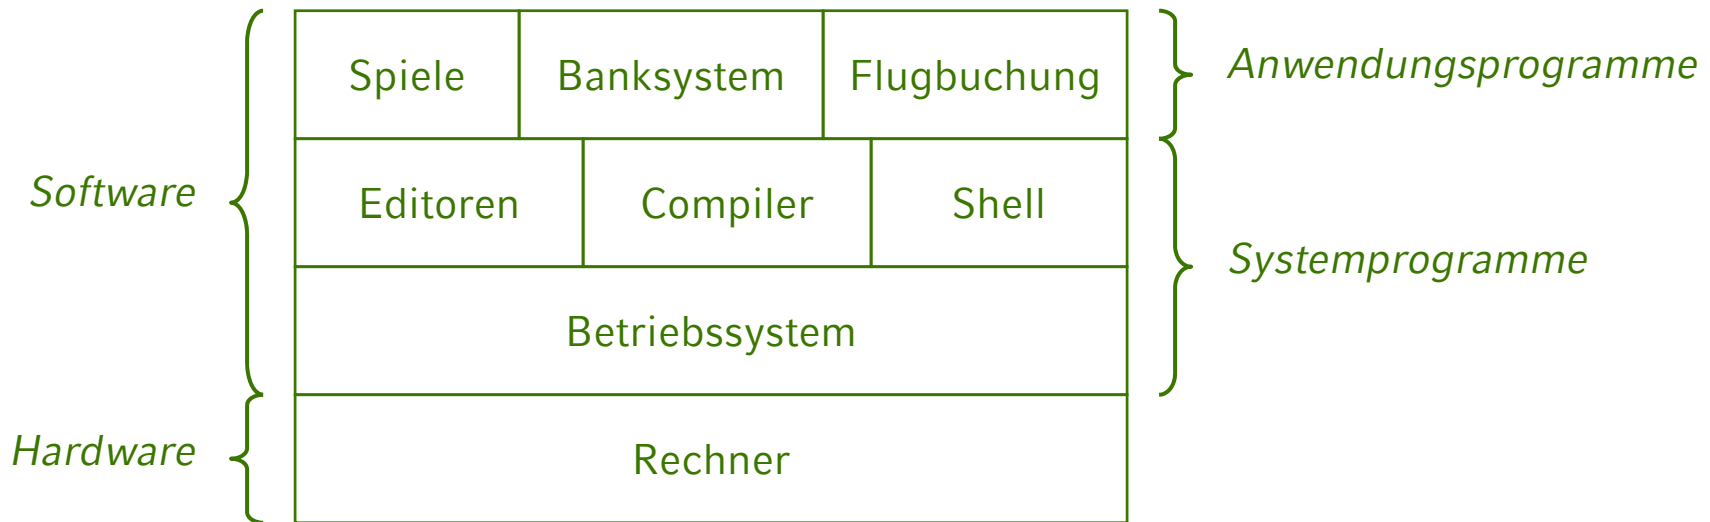 Spiele Banksystem Flugbuchung
Anwendungsprogramme
Software
Editoren Compiler Shell
Systemprogramme
Betriebssystem
Hardware
Rechner